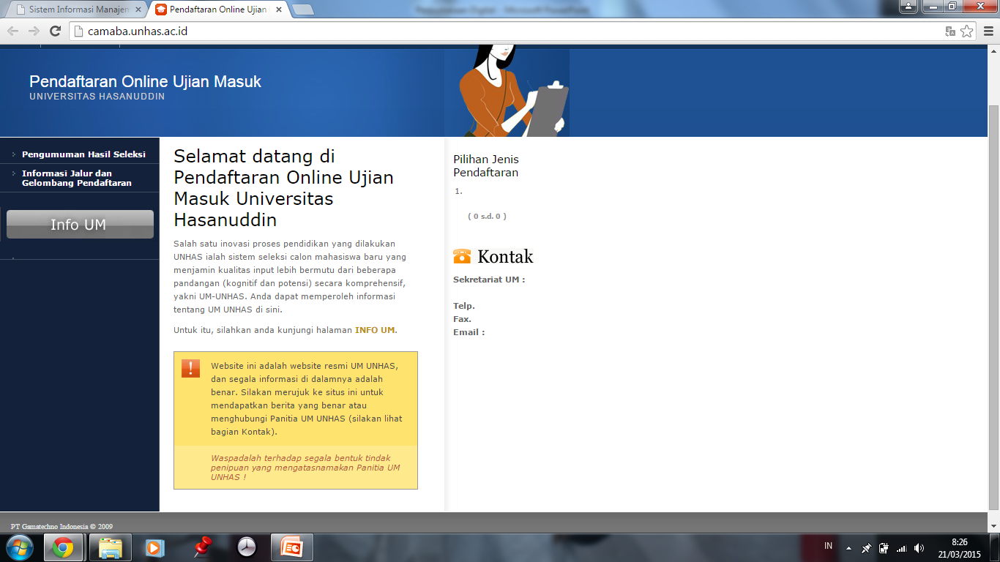 Sistem Informasi Manajem
Pendaftaran Online Ujian
camaba.unhas.ac.id
Pendaftaran Online Ujian Masuk
UNIVERSITAS HASANUDDIN
Pengumuman Hasil Seleksi
Informasi Jalur dan
Gelombang Pendaftaran
Info UM
Selamat datang di
Pendaftaran Online Ujian
Masuk Universitas
Hasanuddin
Salah satu inovasi proses pendidikan yang dilakukan
UNHAS ialah sistem seleksi calon mahasiswa baru yang
menjamin kualitas input lebih bermutu dari beberapa
pandangan (kognitif dan potensi) secara komprehensif,
yakni UM-UNHAS. Anda dapat memperoleh informasi
tentang UM UNHAS di sini.
Untuk itu, silahkan anda kunjungi halaman INFO UM.
Website ini adalah website resmi UM UNHAS,
dan segala informasi di dalamnya adalah
benar. Silakan merujuk ke situs ini untuk
mendapatkan berita yang benar atau
menghubungi Panitia UM UNHAS (silakan lihat
bagian Kontak).
Waspadalah terhadap segala bentuk tindak
penipuan yang mengatasnamakan Panitia UM
UNHAS !
Pilihan Jenis
Pendaftaran
1.
( 0 s.d. 0 )
Kontak
Sekretariat UM :
Telp.
Fax.
Email :
PT Gamatechno Indonesia © 2009
IN
8:26
21/03/2015